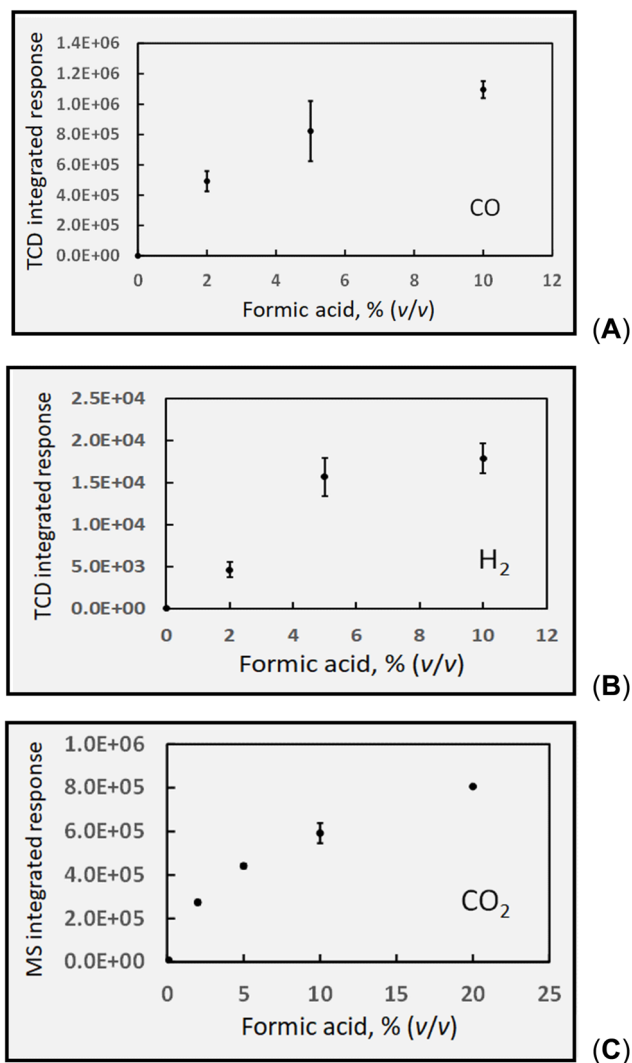 TCD integrated response
1.4E+06
1.2E+06
1.0E+06
8.0E+05
6.0E+05
4.0E+05
2.0E+05
0.0E+00
CO
0 2 4 6 8 10 12
Formic acid, % (v/v)
(A)
TCD integrated response
2.5E+04
2.0E+04
1.5E+04
1.0E+04
5.0E+03
0.0E+00
H2
0 2 4 6 8 10 12
Formic acid, % (v/v)
(B)
MS integrated response
1.0E+06
8.0E+05
6.0E+05
4.0E+05
2.0E+05
0.0E+00
CO2
0 5 10 15 20 25
Formic acid, % (v/v)
(C)